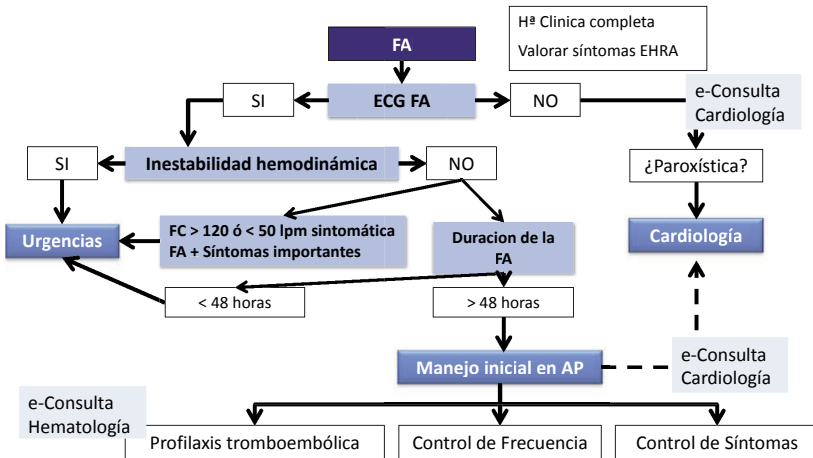 FA
Hª Clinica completa
Valorar síntomas EHRA
SI
ECG FA
NO
e-Consulta
Cardiología
SI
Inestabilidad hemodinámica
NO
¿Paroxística?
Urgencias
FC > 120 ó < 50 lpm sintomática
FA + Síntomas importantes
Duracion de la
FA
Cardiología
< 48 horas
> 48 horas
Manejo inicial en AP
e-Consulta
Cardiología
e-Consulta
Hematología
Profilaxis tromboembólica
Control de Frecuencia
Control de Síntomas